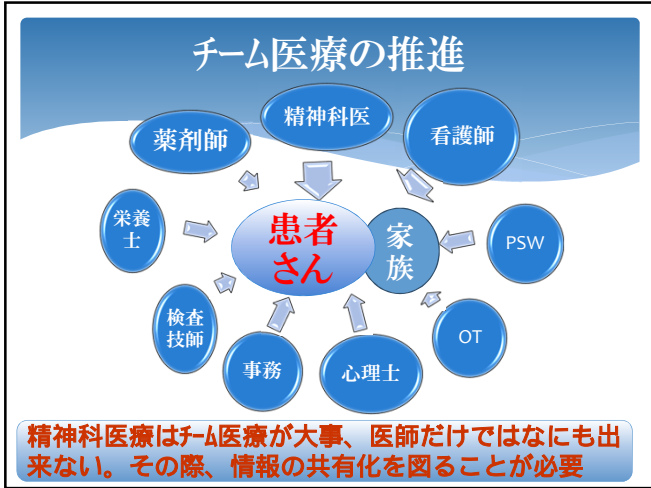 チーム医療の推進
薬剤師
精神科医
看護師
栄養
士
患者
さん
家
族
PSW
検査
技師
事務
心理士
OT
精神科医療はチーム医療が大事、医師だけではなにも出
来ない。その際、情報の共有化を図ることが必要